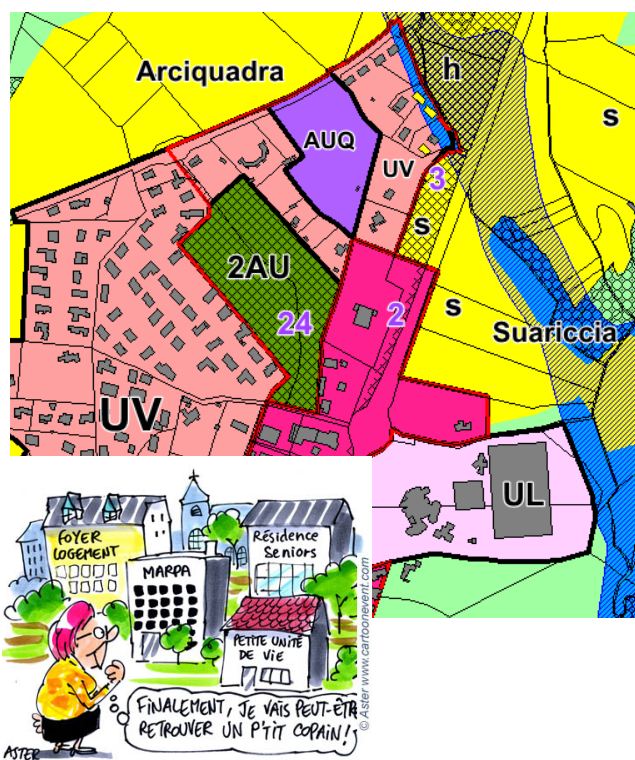 Arciquadra
h
s
AUQ
UV
3
s
2AU
24
2
s
Suariccia
UV
UL
FOYER
LOGEMENT
MARPA
Résidence
Seniors
PETITE UNITÉ
DE VIE
FINALEMENT, JE VAIS PEUT-ÊTR
RETROUVER UN P'TIT COPAIN!
ASTER
© Aster www.cartoonevent.com